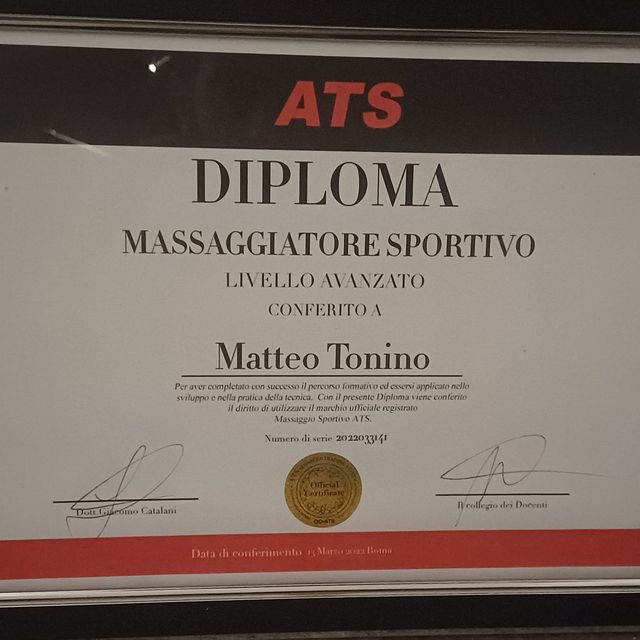 ATS
DIPLOMA
MASSAGGIATORE SPORTIVO
LIVELLO AVANZATO
CONFERITO A
Matteo Tonino
Per aver completato con successo il percorso formativo ed essersi applicato nello
sviluppo e nella pratica della tecnica. Con il presente Diploma viene conferito
il diritto di utilizzare il marchio ufficiale registrato
Massaggio Sportivo ATS.
Numero di serie 2022033141
Official
Certificate
Dott. Giacomo Catalani
Il collegio dei Docenti
Data di conferimento 13 Marzo 2022 Roma